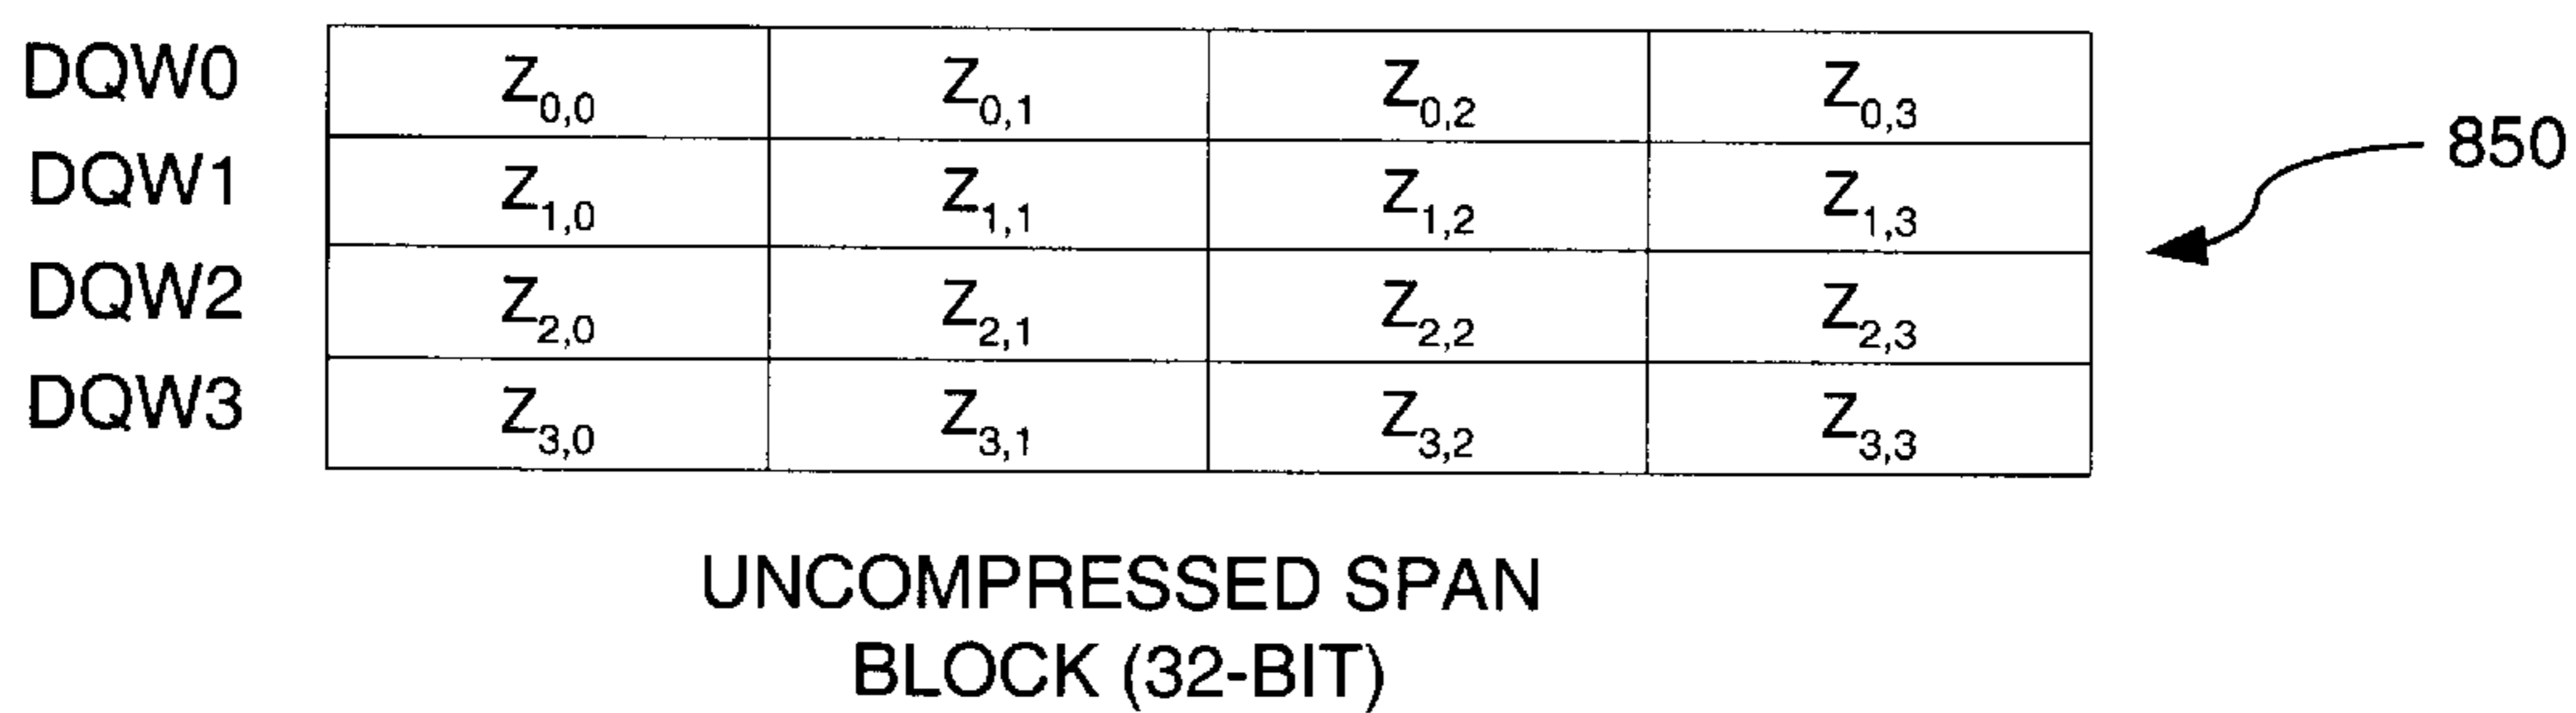 DQW0 Z0,0 Z0,1 Z0,2 Z0,3
DQW1 Z1,0 Z1,1 Z1,2 Z1,3
850
DQW2 Z2,0 Z2,1 Z2,2 Z2,3
DQW3 Z3,0 Z3,1 Z3,2 Z3,3
UNCOMPRESSED SPAN
BLOCK (32-BIT)